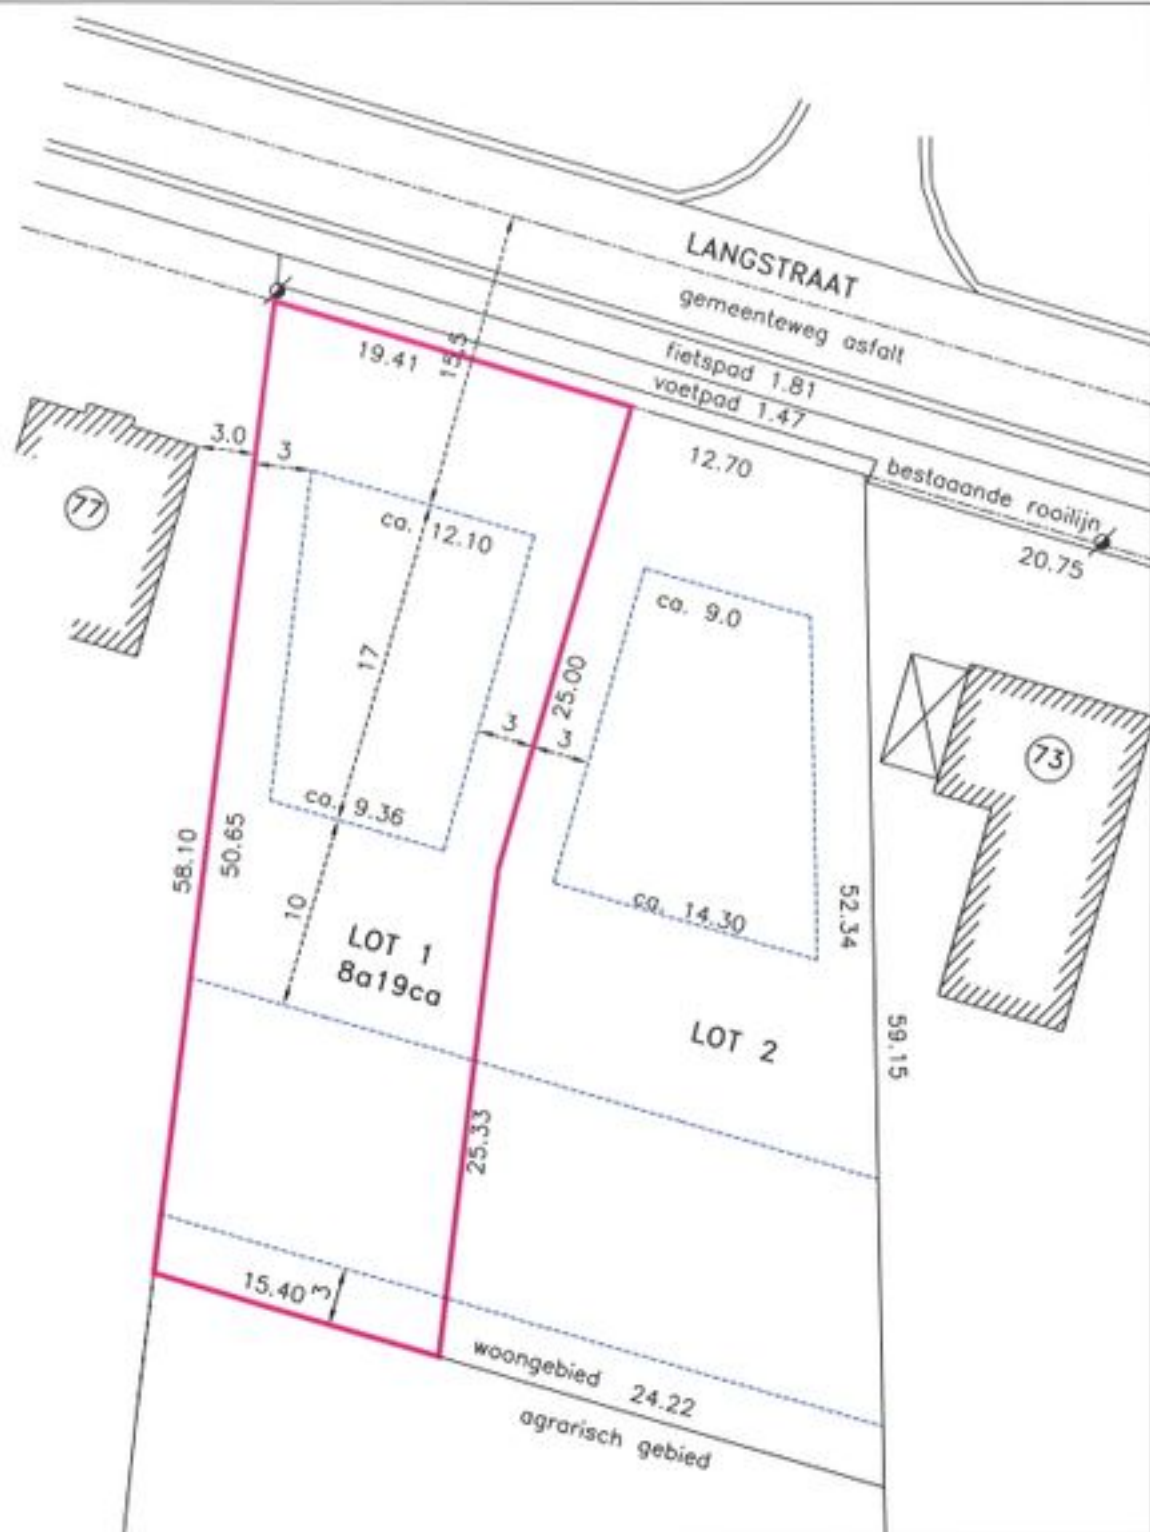 LANGSTRAAT
gemeenteweg asfalt
fietspad 1.81
voetpad 1.47
bestaaande rooilijn
20.75
19.41
12.70
3.0
3
77
ca. 12.10
ca. 9.0
17
25.00
3
3
73
ca. 9.36
58.10
50.65
10
ca. 14.30
52.34
LOT 1
8a19ca
LOT 2
59.15
25.33
15.40
3
woongebied 24.22
agrarisch gebied